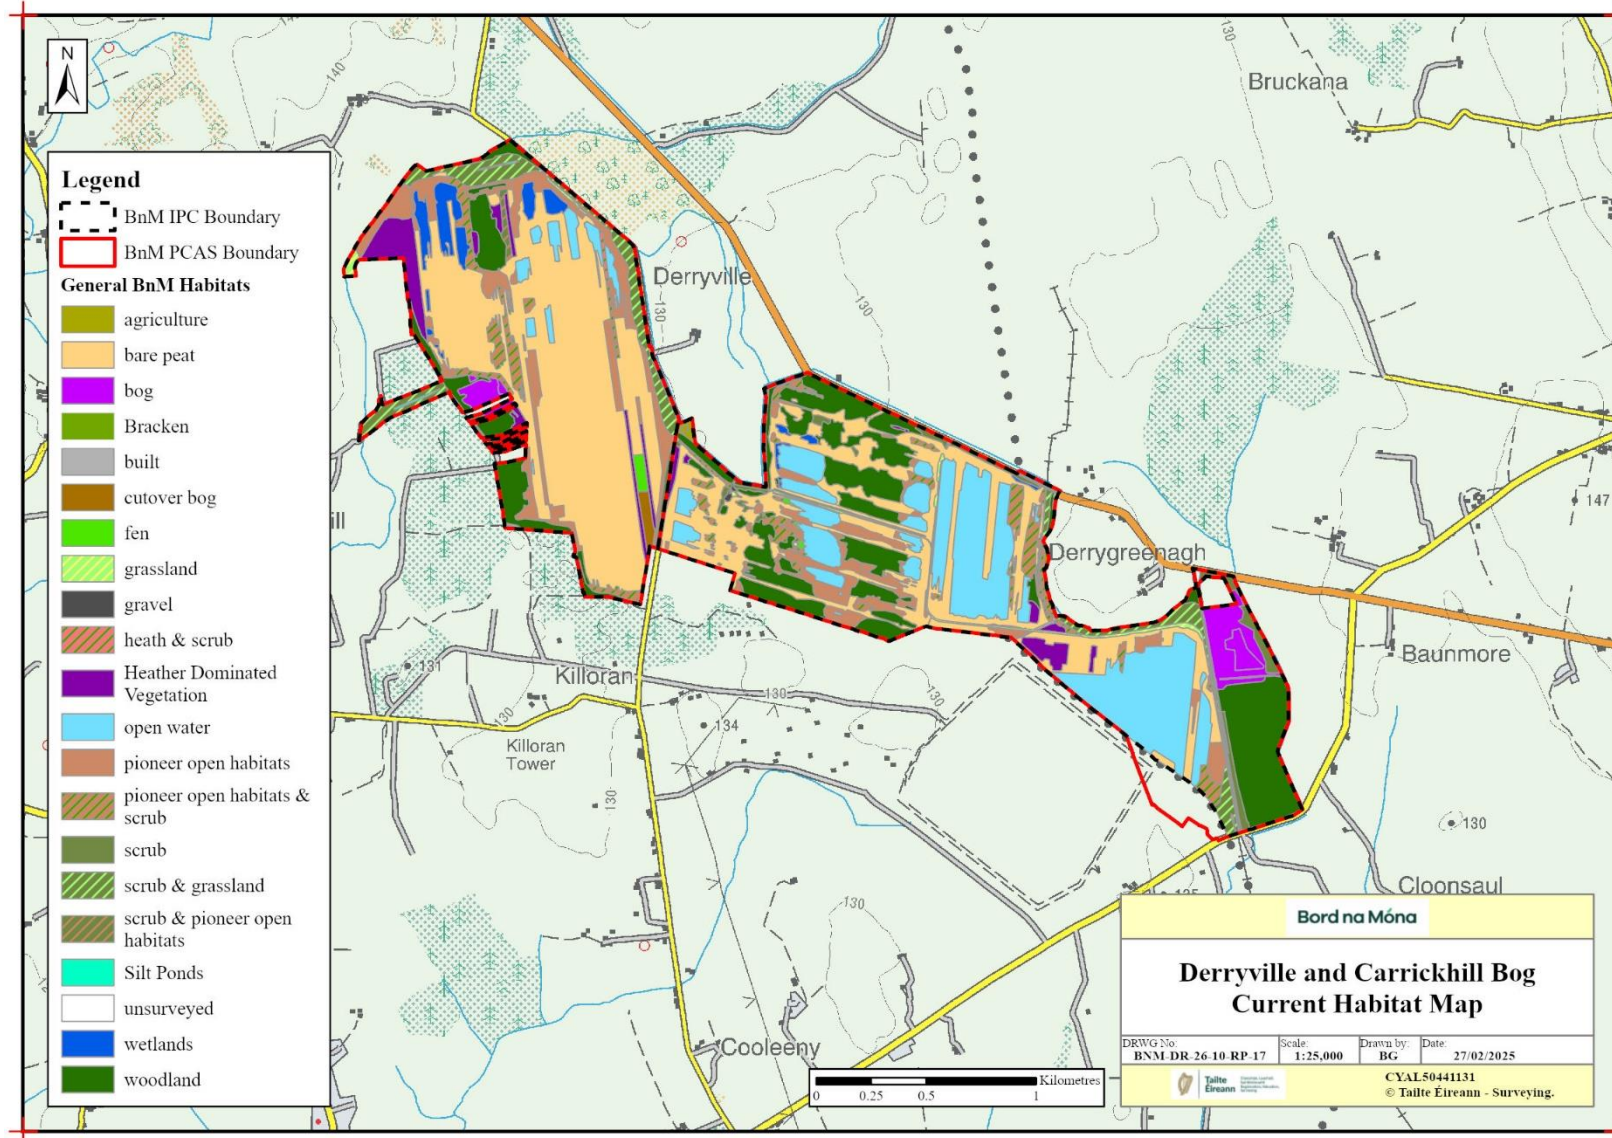 140
130
Bruckana
N
Legend
BnM IPC Boundary
BnM PCAS Boundary
General BnM Habitats
agriculture
bare peat
bog
Bracken
built
cutover bog
fen
grassland
gravel
heath & scrub
Heather Dominated
Vegetation
open water
pioneer open habitats
pioneer open habitats &
scrub
scrub
scrub & grassland
scrub & pioneer open
habitats
Silt Ponds
unsurveyed
wetlands
woodland
Derryville
130
130
147
ill
Derrygreenagh
Baunmore
131
Killoran
130
130
134
130
Killoran
Tower
130
130
Cloonsaul
130
Cooleeny
Kilometres
0 0.25 0.5 1
Bord na Móna
Derryville and Carrickhill Bog
Current Habitat Map
DRWG No: Scale: Drawn by: Date:
BNM-DR-26-10-RP-17 1:25,000 BG 27/02/2025
Tailte
Éireann
CYAL50441131
© Tailte Éireann - Surveying.